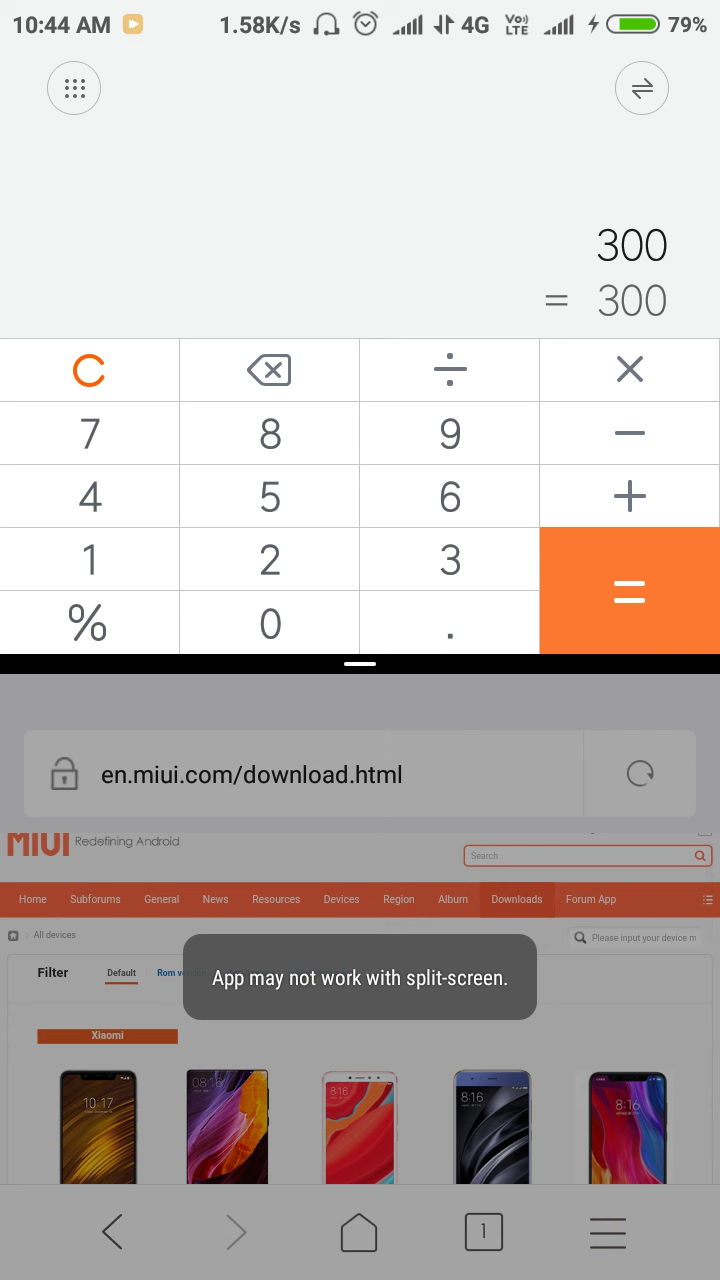 10:44 AM 1.58K/s 4G Vo)) LTE 79%
300
= 300
C ÷ ×
7 8 9 −
4 5 6 +
1 2 3 =
% 0 .
en.miui.com/download.html
MIUI Redefining Android
Search
Home Subforums General News Resources Devices Region Album Downloads Forum App
All devices Please input your device m
Filter Default Rom
App may not work with split-screen.
Xiaomi
10:17 08:16 8:16 8:16 8:16
1